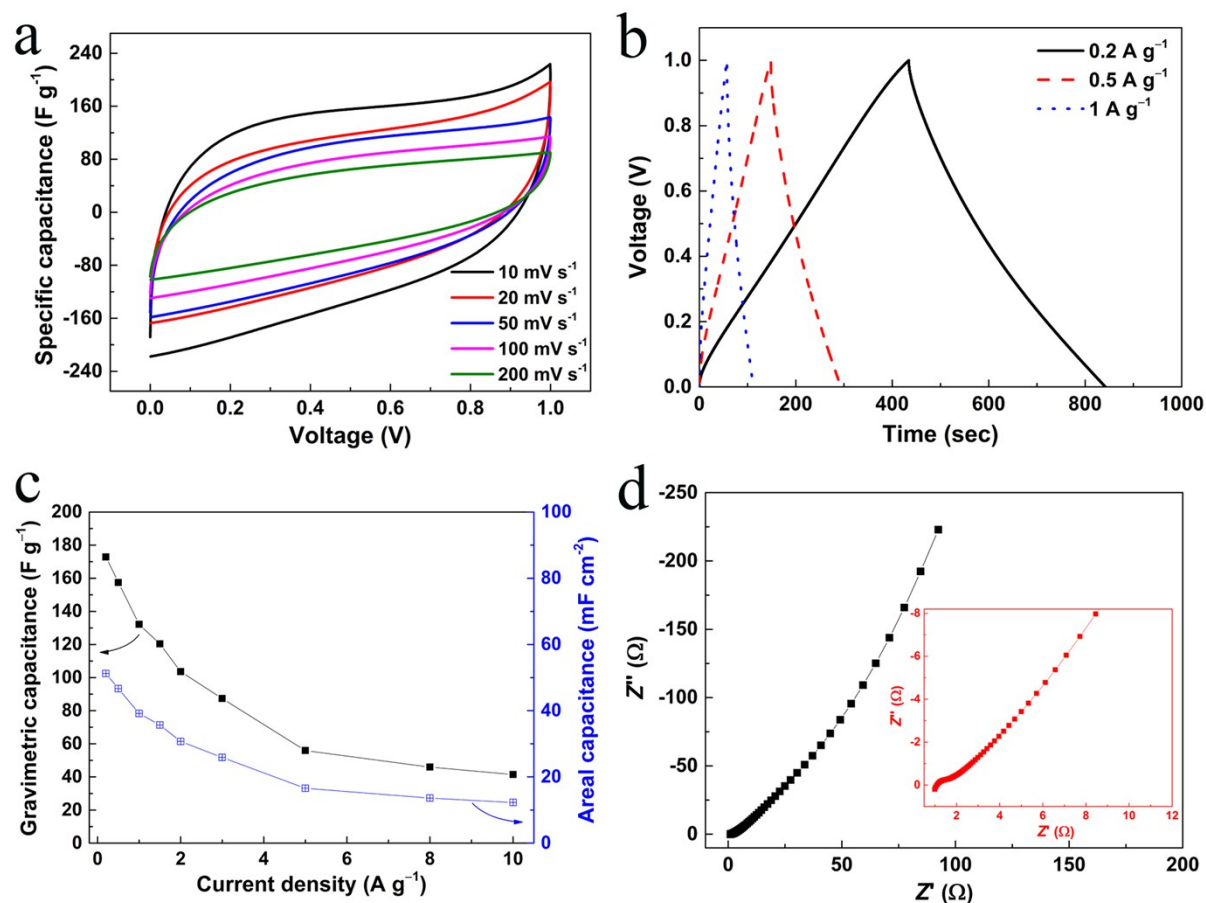 a
Specific capacitance (F g⁻¹)
240
160
80
0
-80
-160
-240
10 mV s⁻¹
20 mV s⁻¹
50 mV s⁻¹
100 mV s⁻¹
200 mV s⁻¹
0.0 0.2 0.4 0.6 0.8 1.0
Voltage (V)
b
Voltage (V)
1.0
0.8
0.6
0.4
0.2
0.0
0.2 A g⁻¹
0.5 A g⁻¹
1 A g⁻¹
0 200 400 600 800 1000
Time (sec)
c
Gravimetric capacitance (F g⁻¹)
200
180
160
140
120
100
80
60
40
20
0
100
80
60
40
20
0
Areal capacitance (mF cm⁻²)
0 2 4 6 8 10
Current density (A g⁻¹)
d
Z'' (Ω)
-250
-200
-150
-100
-50
0
0 50 100 150 200
Z' (Ω)
Z'' (Ω)
-8
-6
-4
-2
0
2 4 6 8 10 12
Z' (Ω)